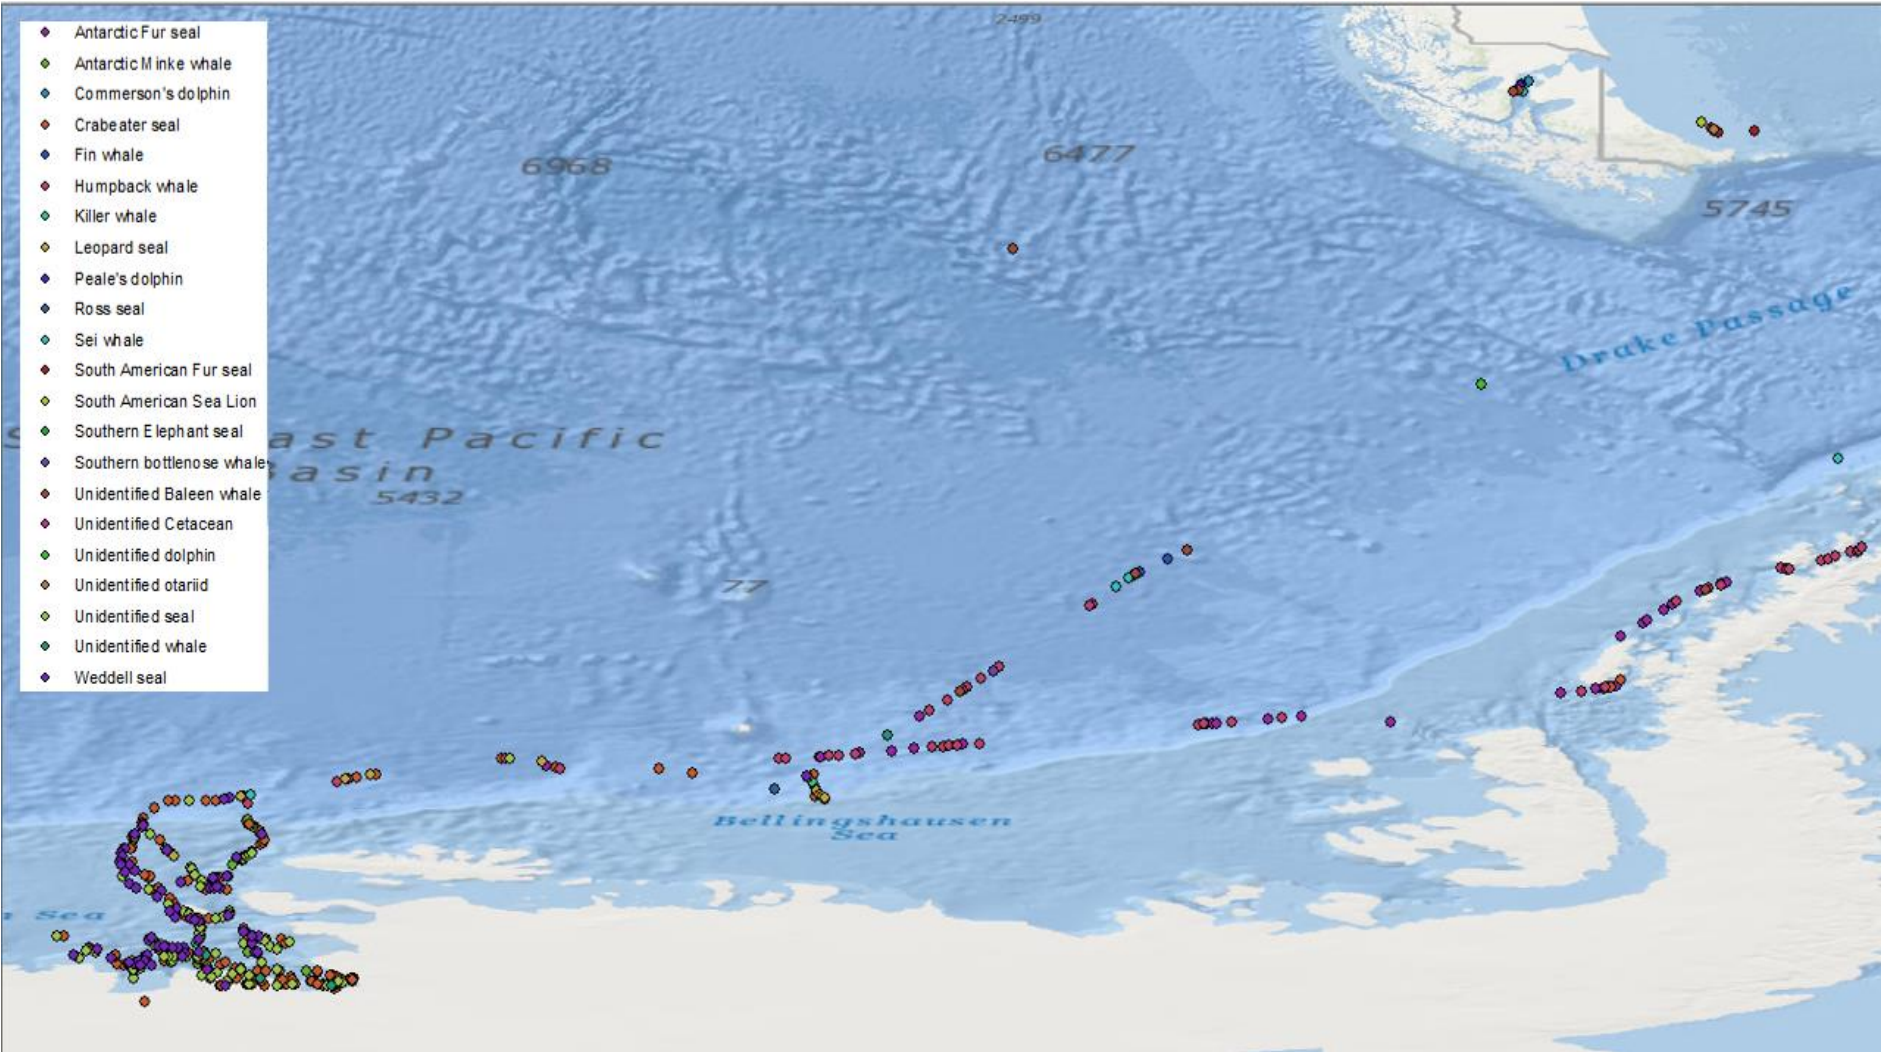 2499
Antarctic Fur seal
Antarctic Minke whale
Commerson's dolphin
Crabeater seal
Fin whale
Humpback whale
Killer whale
Leopard seal
Peale's dolphin
Ross seal
Sei whale
South American Fur seal
South American Sea Lion
Southern Elephant seal
Southern bottlenose whale
Unidentified Baleen whale
Unidentified Cetacean
Unidentified dolphin
Unidentified otariid
Unidentified seal
Unidentified whale
Weddell seal
6968
6477
5745
Drake Passage
S ast Pacific
asin
5432
77
Bellingshausen
Sea
Sea